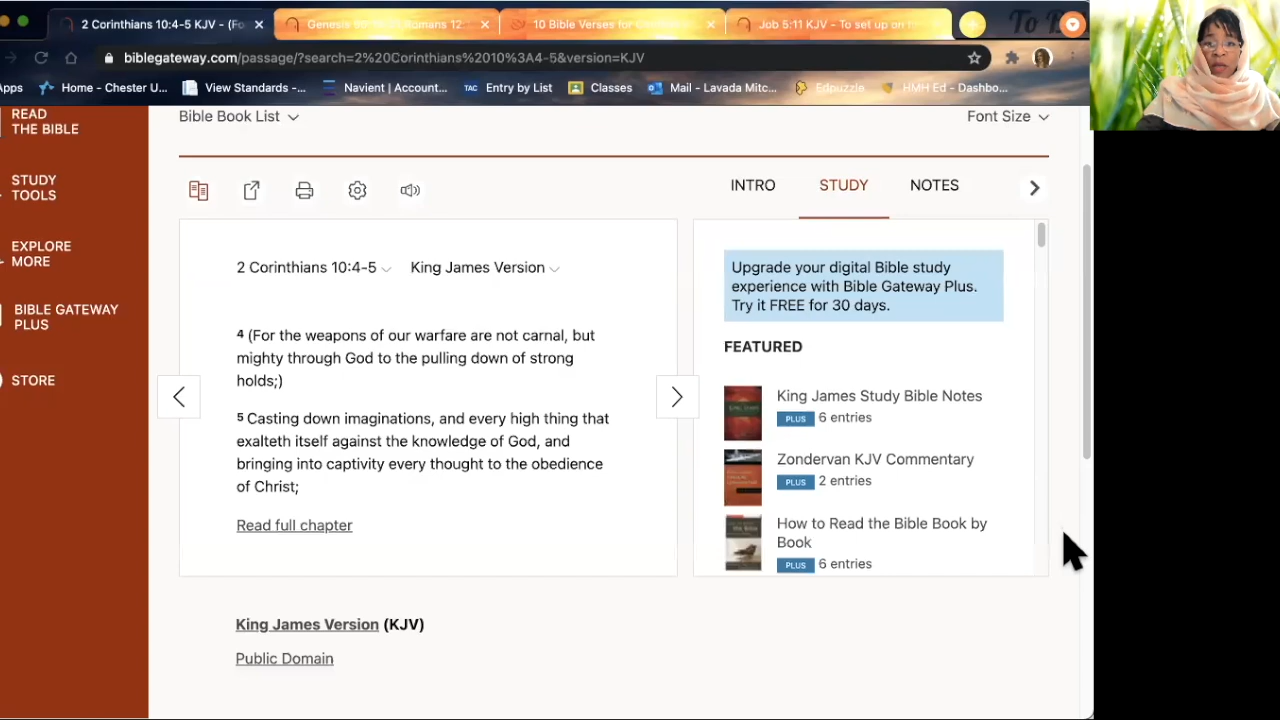 2 Corinthians 10:4-5 KJV - (Fo
Genesis
Romans 12
10 Bible Verses for
Job 5:11 KJV - To set up on
biblegateway.com/passage/?search=2%20Corinthians%2010%3A4-5&version=KJV
pps
Home - Chester U...
View Standards -...
Navient | Account...
TAC
Entry by List
Classes
Mail - Lavada Mitc...
Edpuzzle
HMH Ed - Dashbo...
READ
THE BIBLE
STUDY
TOOLS
EXPLORE
MORE
BIBLE GATEWAY
PLUS
STORE
Bible Book List
Font Size
INTRO
STUDY
NOTES
2 Corinthians 10:4-5
King James Version
4 (For the weapons of our warfare are not carnal, but
mighty through God to the pulling down of strong
holds;)
5 Casting down imaginations, and every high thing that
exalteth itself against the knowledge of God, and
bringing into captivity every thought to the obedience
of Christ;
Read full chapter
Upgrade your digital Bible study
experience with Bible Gateway Plus.
Try it FREE for 30 days.
FEATURED
King James Study Bible Notes
PLUS 6 entries
Zondervan KJV Commentary
PLUS 2 entries
How to Read the Bible Book by
Book
PLUS 6 entries
King James Version (KJV)
Public Domain